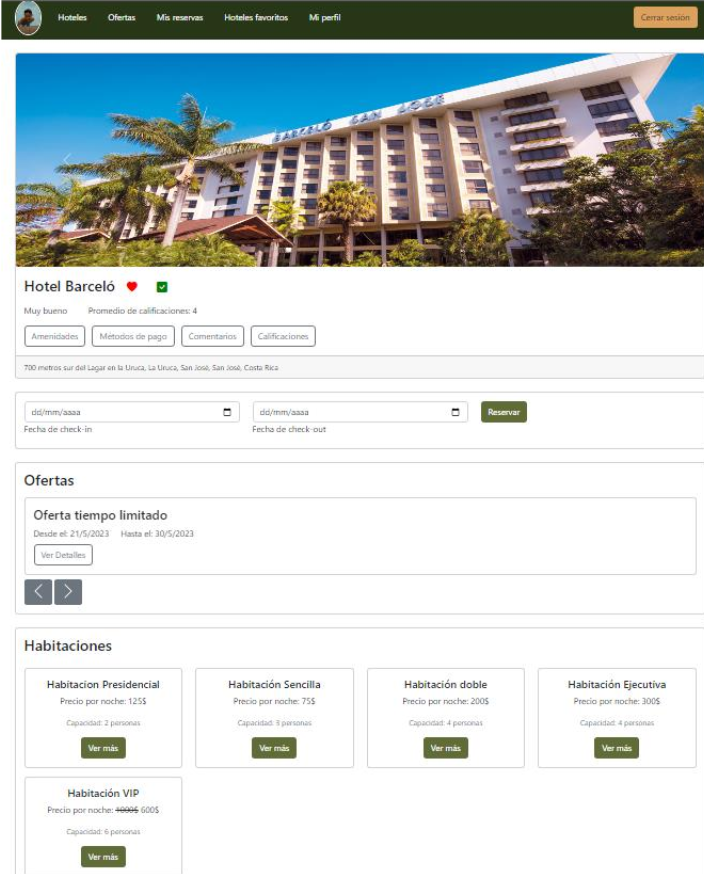 Hoteles Ofertas Mis reservas Hoteles favoritos Mi perfil Cerrar sesión
BARCELÓ SAN JOSÉ
Hotel Barceló
Muy bueno Promedio de calificaciones: 4
Amenidades Métodos de pago Comentarios Calificaciones
700 metros sur del Lagar en la Uruca, La Uruca, San José, San José, Costa Rica
dd/mm/aaaa dd/mm/aaaa Reservar
Fecha de check-in Fecha de check-out
Ofertas
Oferta tiempo limitado
Desde el: 21/5/2023 Hasta el: 30/5/2023
Ver Detalles
Habitaciones
Habitacion Presidencial Habitación Sencilla Habitación doble Habitación Ejecutiva
Precio por noche: 125$ Precio por noche: 75$ Precio por noche: 200$ Precio por noche: 300$
Capacidad: 2 personas Capacidad: 3 personas Capacidad: 4 personas Capacidad: 4 personas
Ver más Ver más Ver más Ver más
Habitación VIP
Precio por noche: 1000$ 600$
Capacidad: 6 personas
Ver más